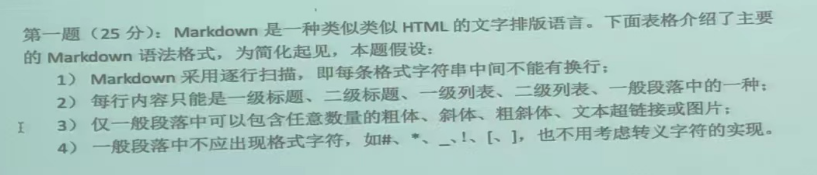 第一题（25 分）：Markdown 是一种类似类似 HTML 的文字排版语言。下面表格介绍了主要
的 Markdown 语法格式，为简化起见，本题假设：
1） Markdown 采用逐行扫描，即每条格式字符串中间不能有换行；
2） 每行内容只能是一级标题、二级标题、一级列表、二级列表、一般段落中的一种；
3） 仅一般段落中可以包含任意数量的粗体、斜体、粗斜体、文本超链接或图片；
4） 一般段落中不应出现格式字符，如#、*、_、!、[、]，也不用考虑转义字符的实现。